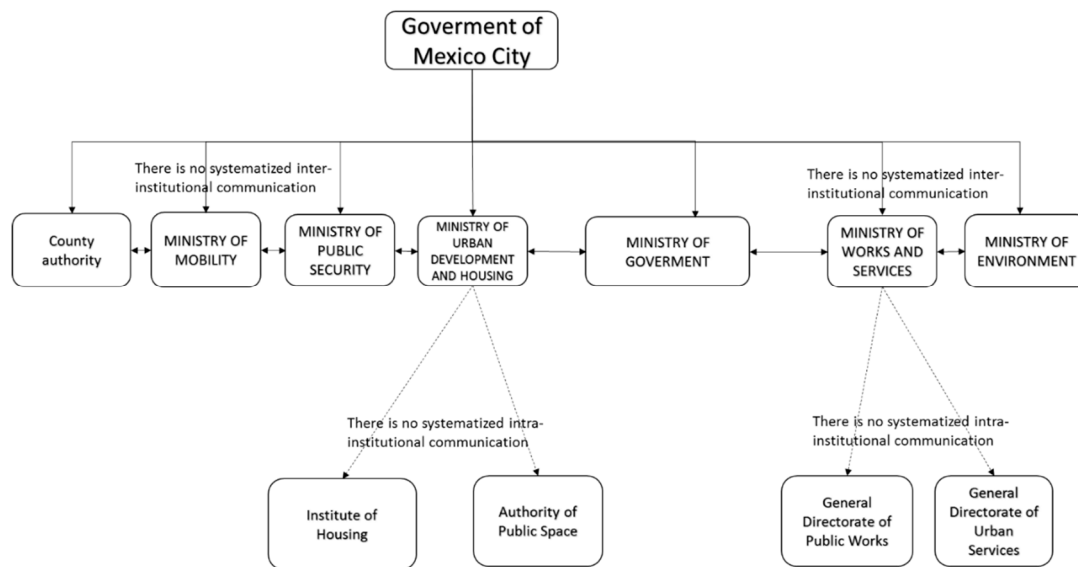 Goverment of
Mexico City
There is no systematized inter-
institutional communication
There is no systematized inter-
institutional communication
County
authority
MINISTRY OF
MOBILITY
MINISTRY OF
PUBLIC
SECURITY
MINISTRY OF
URBAN
DEVELOPMENT
AND HOUSING
MINISTRY OF
GOVERMENT
MINISTRY OF
WORKS AND
SERVICES
MINISTRY OF
ENVIRONMENT
There is no systematized intra-
institutional communication
There is no systematized intra-
institutional communication
Institute of
Housing
Authority of
Public Space
General
Directorate of
Public Works
General
Directorate of
Urban
Services